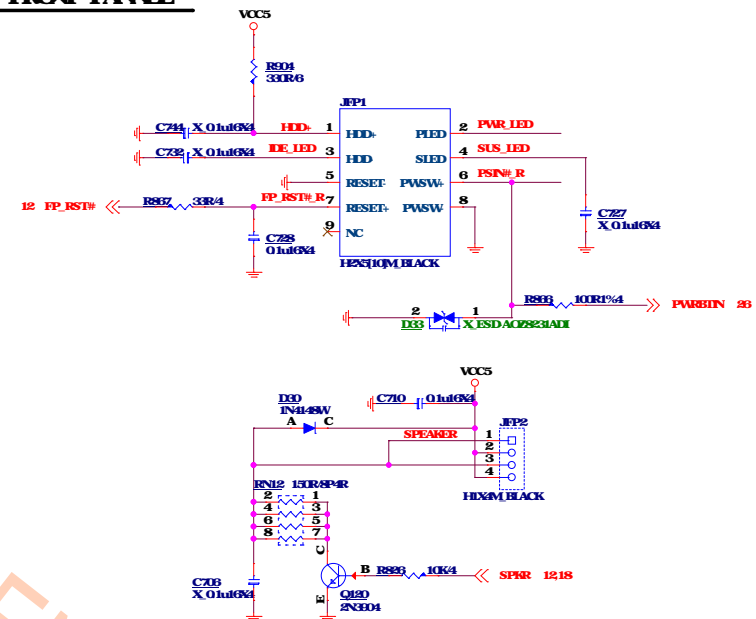 VCC5
R904
330R/6
JFP1
C744 X_0.1u16X4 HDD+ 1 HDD+ PLED 2 PWR_LED
C732 X_0.1u16X4 IDE_LED 3 HDD- SLED 4 SUS_LED
5 RESET- PWSW+ 6 PSIN#_R
12 FP_RST# R867 33R/4 FP_RST#_R 7 RESET+ PWSW- 8
9 NC
C727
X_0.1u16X4
C728
0.1u16X4
H2X5[10]M_BLACK
R866 100R1%4 PWRBTIN 26
2 1
D33 X_ESD-AOZ8231ADI
VCC5
D30
1N4148W
A C
C710 0.1u16X4
JFP2
SPEAKER
1
2
3
4
H1X4M_BLACK
RN12 150R/8P4R
2 1
4 3
6 5
8 7
C
B R826 10K/4 SPKR 12,18
E
Q120
2N3904
C706
X_0.1u16X4